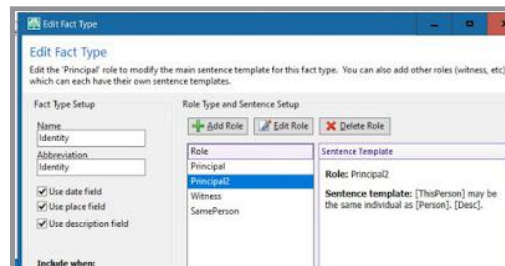 Edit Fact Type
Edit Fact Type
Edit the 'Principal' role to modify the main sentence template for this fact type. You can also add other roles (witness, etc)
which can each have their own sentence templates.
Fact Type Setup
Name
Identity
Abbreviation
Identity
Use date field
Use place field
Use description field
Include when:
Role Type and Sentence Setup
Add Role Edit Role Delete Role
Role
Principal
Principal2
Witness
SamePerson
Sentence Template
Role: Principal2
Sentence template: [ThisPerson] may be
the same individual as [Person]. [Desc].